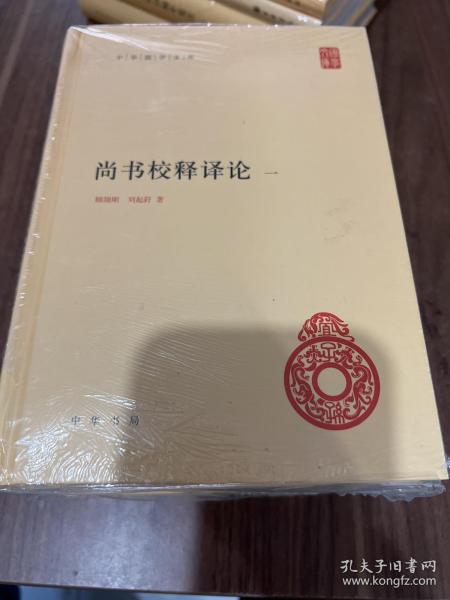 中华国学文库
尚书校释译论 一
顾颉刚 刘起釪 著
中华书局
孔夫子旧书网
www.kongfz.com